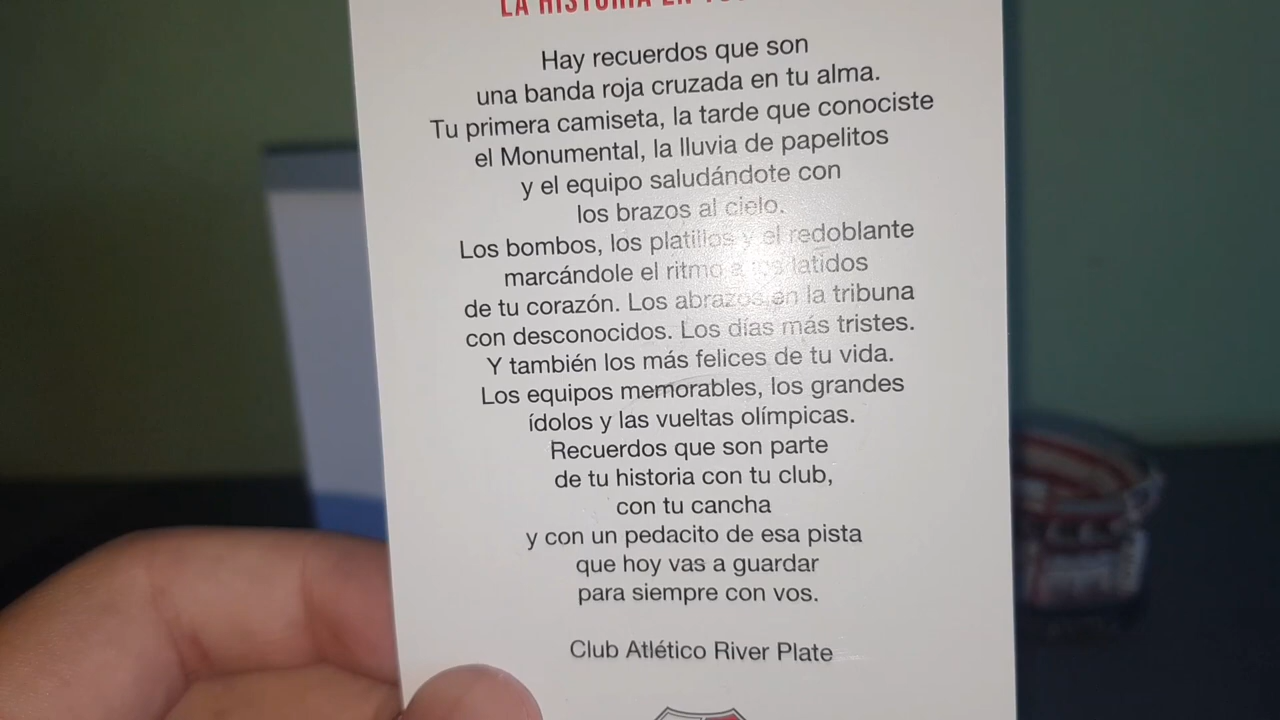 LA HISTORIA EN
Hay recuerdos que son
una banda roja cruzada en tu alma.
Tu primera camiseta, la tarde que conociste
el Monumental, la lluvia de papelitos
y el equipo saludándote con
los brazos al cielo.
Los bombos, los platillos y el redoblante
marcándole el ritmo a los latidos
de tu corazón. Los abrazos en la tribuna
con desconocidos. Los días más tristes.
Y también los más felices de tu vida.
Los equipos memorables, los grandes
ídolos y las vueltas olímpicas.
Recuerdos que son parte
de tu historia con tu club,
con tu cancha
y con un pedacito de esa pista
que hoy vas a guardar
para siempre con vos.
Club Atlético River Plate